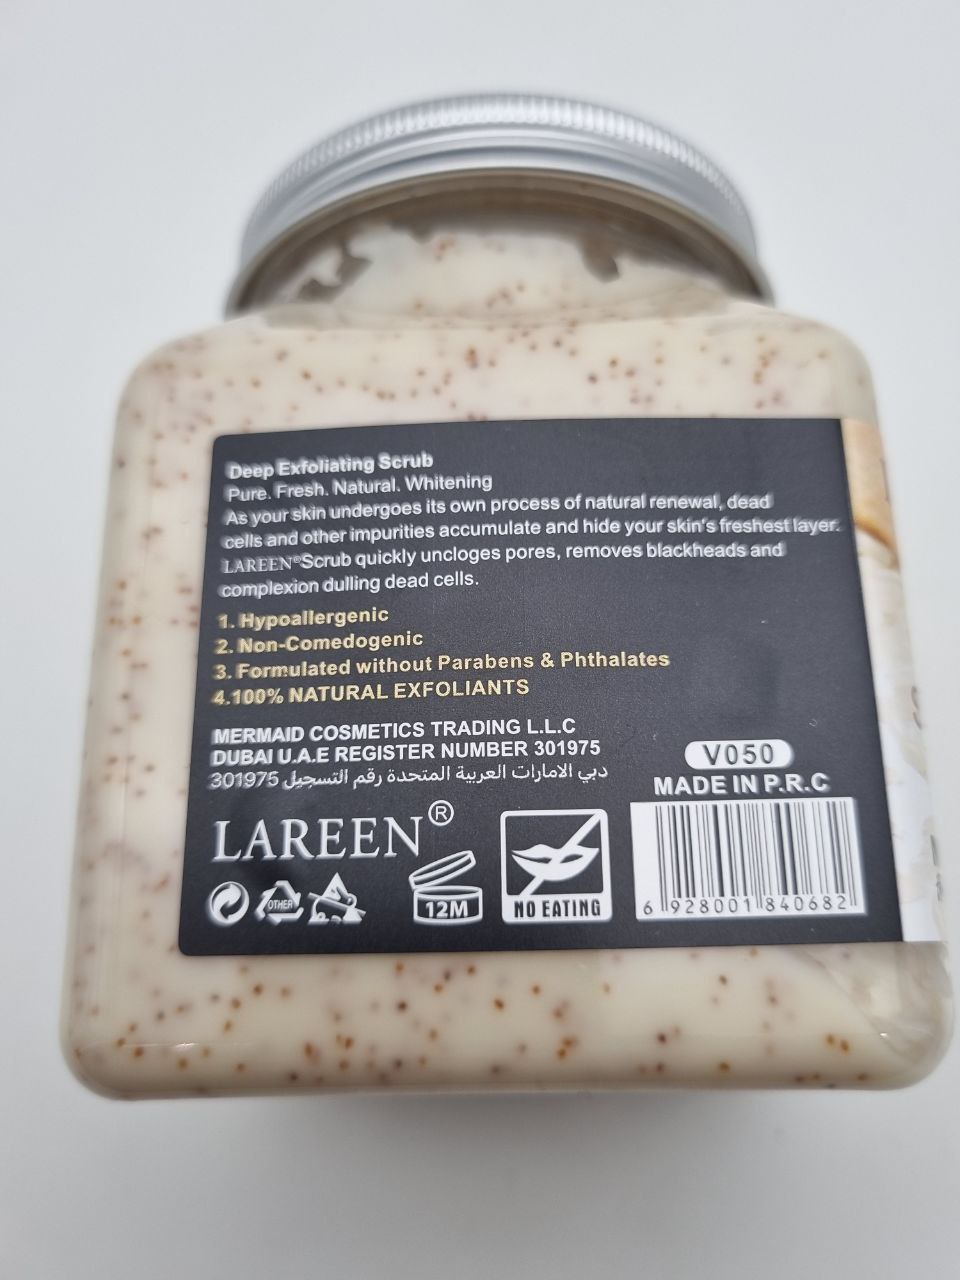 Deep Exfoliating Scrub
Pure. Fresh. Natural. Whitening
As your skin undergoes its own process of natural renewal, dead
cells and other impurities accumulate and hide your skin's freshest layer.
LAREEN®Scrub quickly uncloges pores, removes blackheads and
complexion dulling dead cells.
1. Hypoallergenic
2. Non-Comedogenic
3. Formulated without Parabens & Phthalates
4.100% NATURAL EXFOLIANTS
MERMAID COSMETICS TRADING L.L.C
DUBAI U.A.E REGISTER NUMBER 301975
دبي الامارات العربية المتحدة رقم التسجيل 301975
V050
MADE IN P.R.C
LAREEN®
OTHER
12M
NO EATING
6 928001 840682